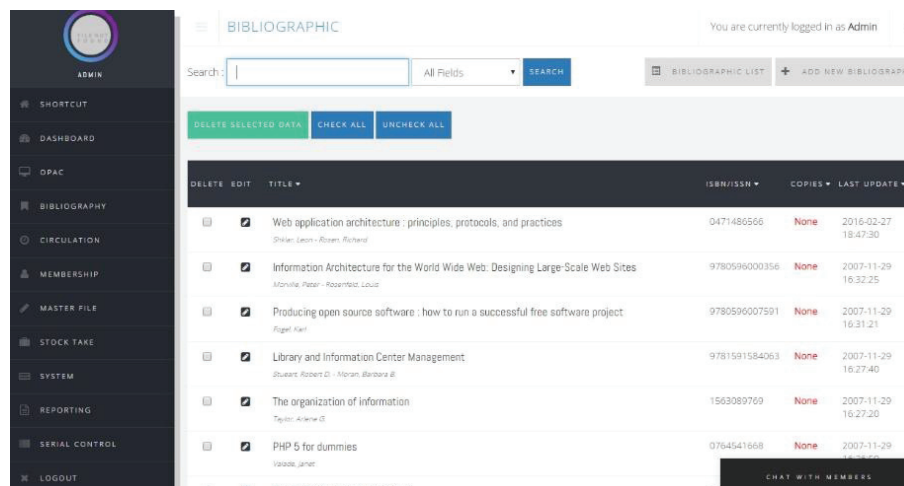 ADMIN
SHORTCUT
DASHBOARD
OPAC
BIBLIOGRAPHY
CIRCULATION
MEMBERSHIP
MASTER FILE
STOCK TAKE
SYSTEM
REPORTING
SERIAL CONTROL
LOGOUT
BIBLIOGRAPHIC
You are currently logged in as Admin
Search :
All Fields
SEARCH
BIBLIOGRAPHIC LIST
ADD NEW BIBLIOGRAP
DELETE SELECTED DATA CHECK ALL UNCHECK ALL
DELETE EDIT TITLE ISBN/ISSN COPIES LAST UPDATE
Web application architecture : principles, protocols, and practices 0471486566 None 2016-02-27
18:47:30
Shklar, Leon - Rosen, Richard
Information Architecture for the World Wide Web: Designing Large-Scale Web Sites 9780596000356 None 2007-11-29
16:32:25
Morville, Peter - Rosenfeld, Louis
Producing open source software : how to run a successful free software project 9780596007591 None 2007-11-29
16:31:21
Fogel, Karl
Library and Information Center Management 9781591584063 None 2007-11-29
16:27:40
Stueart, Robert D. - Moran, Barbara B.
The organization of information 1563089769 None 2007-11-29
16:27:20
Taylor, Arlene G.
PHP 5 for dummies 0764541668 None 2007-11-29
Valade, Janet
CHAT WITH MEMBERS